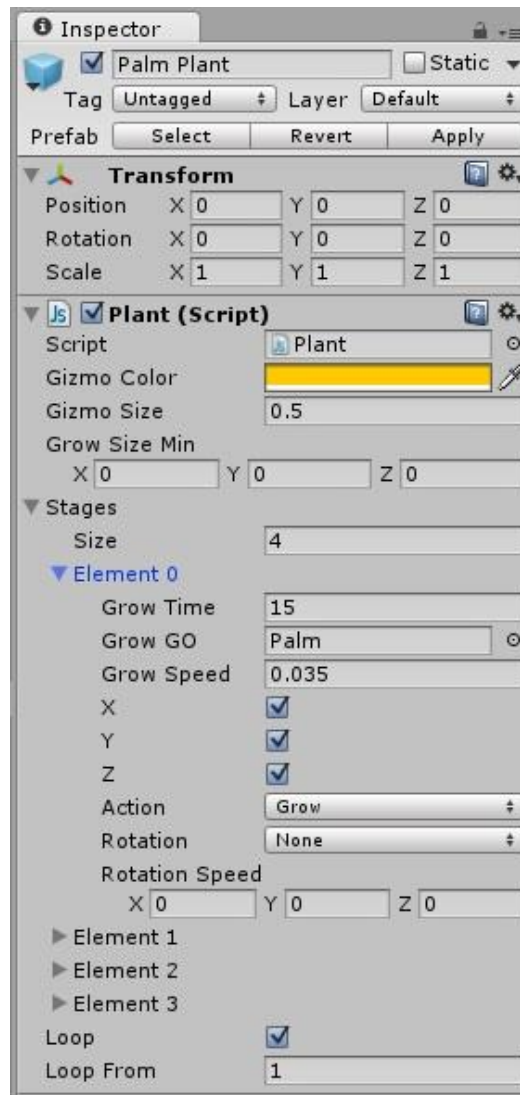 Inspector
Palm Plant Static
Tag Untagged Layer Default
Prefab Select Revert Apply
Transform
Position X 0 Y 0 Z 0
Rotation X 0 Y 0 Z 0
Scale X 1 Y 1 Z 1
Js Plant (Script)
Script Plant
Gizmo Color
Gizmo Size 0.5
Grow Size Min
X 0 Y 0 Z 0
Stages
Size 4
Element 0
Grow Time 15
Grow GO Palm
Grow Speed 0.035
X
Y
Z
Action Grow
Rotation None
Rotation Speed
X 0 Y 0 Z 0
Element 1
Element 2
Element 3
Loop
Loop From 1